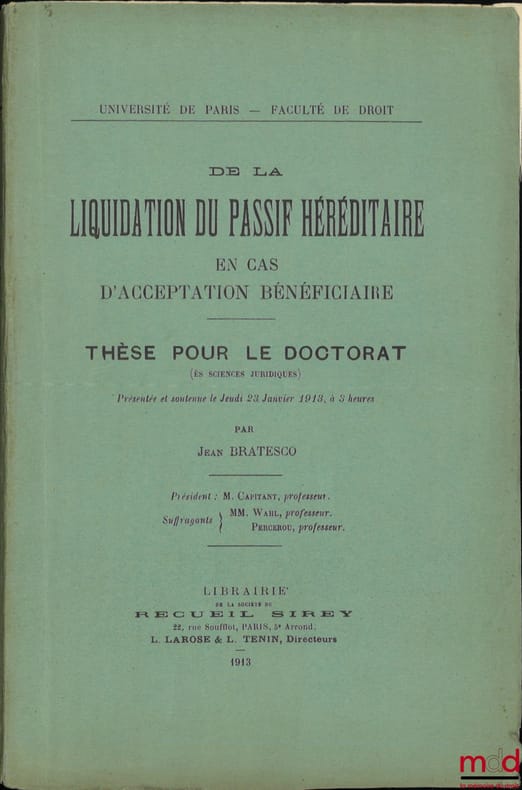 UNIVERSITÉ DE PARIS — FACULTÉ DE DROIT
DE LA
LIQUIDATION DU PASSIF HÉRÉDITAIRE
EN CAS
D'ACCEPTATION BÉNÉFICIAIRE
THÈSE POUR LE DOCTORAT
(ÈS SCIENCES JURIDIQUES)
Présentée et soutenue le Jeudi 23 Janvier 1913, à 3 heures
PAR
JEAN BRATESCO
Président : M. CAPITANT, professeur.
Suffragants } MM. WAHL, professeur.
PERCEROU, professeur.
LIBRAIRIE
DE LA SOCIÉTÉ DU
RECUEIL SIREY
22, rue Soufflot, PARIS, 5e Arrond.
L. LAROSE & L. TENIN, Directeurs
1913
mdd